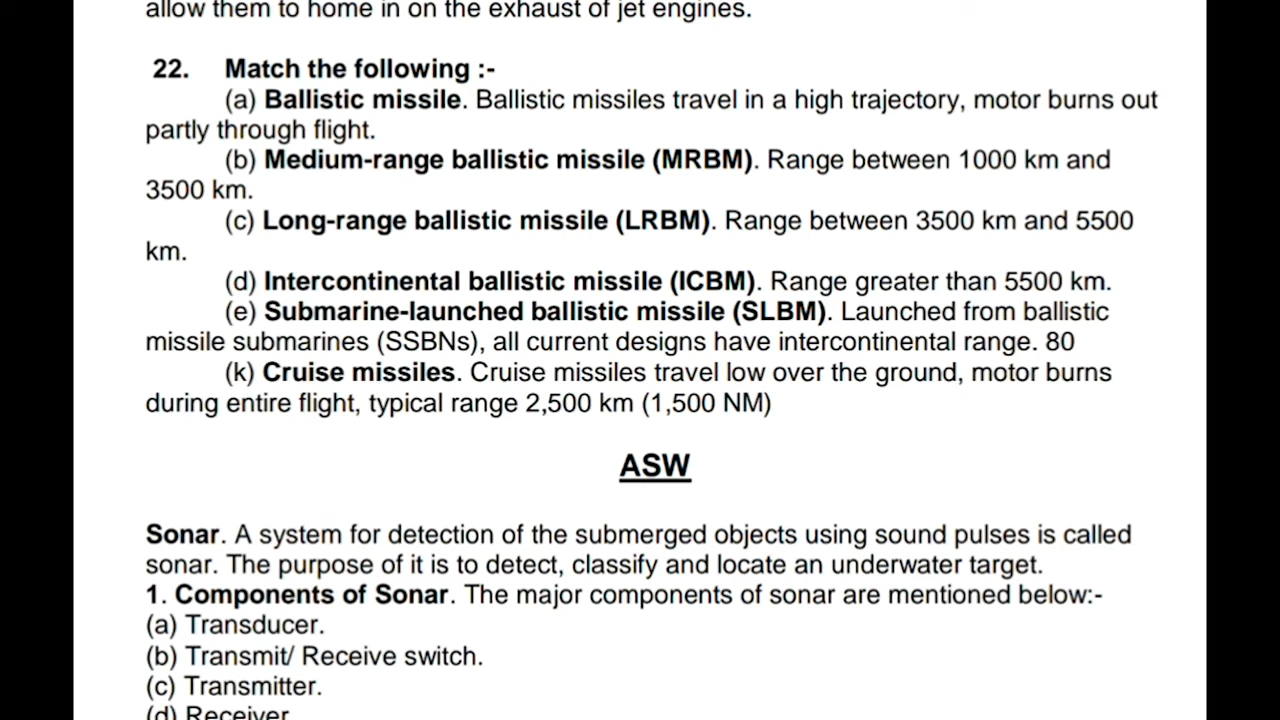 allow them to home in on the exhaust of jet engines.
22. Match the following :-
(a) Ballistic missile. Ballistic missiles travel in a high trajectory, motor burns out
partly through flight.
(b) Medium-range ballistic missile (MRBM). Range between 1000 km and
3500 km.
(c) Long-range ballistic missile (LRBM). Range between 3500 km and 5500
km.
(d) Intercontinental ballistic missile (ICBM). Range greater than 5500 km.
(e) Submarine-launched ballistic missile (SLBM). Launched from ballistic
missile submarines (SSBNs), all current designs have intercontinental range. 80
(k) Cruise missiles. Cruise missiles travel low over the ground, motor burns
during entire flight, typical range 2,500 km (1,500 NM)
ASW
Sonar. A system for detection of the submerged objects using sound pulses is called
sonar. The purpose of it is to detect, classify and locate an underwater target.
1. Components of Sonar. The major components of sonar are mentioned below:-
(a) Transducer.
(b) Transmit/ Receive switch.
(c) Transmitter.
(d) Receiver